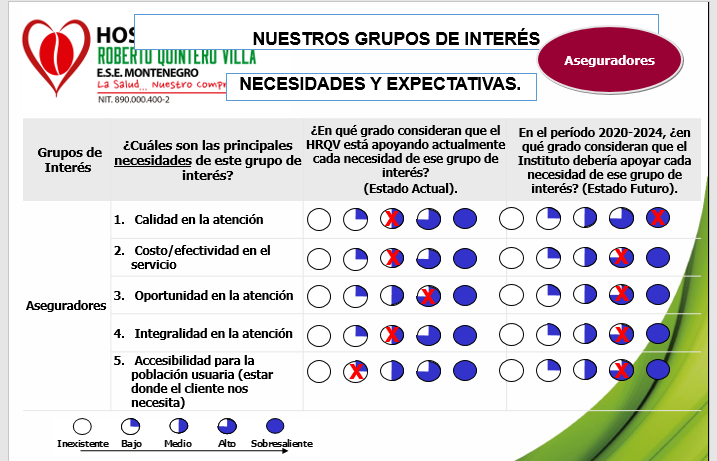 HOS
NUESTROS GRUPOS DE INTERÉS
ROBERTO QUINTERO VILLA
E.S.E. MONTENEGRO
La Salud... Nuestro Compr
NIT. 890.000.400-2
NECESIDADES Y EXPECTATIVAS.
Aseguradores
Grupos de
Interés
¿Cuáles son las principales
necesidades de este grupo de
interés?
¿En qué grado consideran que el
HRQV está apoyando actualmente
cada necesidad de ese grupo de
interés?
(Estado Actual).
En el período 2020-2024, ¿en
qué grado consideran que el
Instituto debería apoyar cada
necesidad de ese grupo de
interés? (Estado Futuro).
Aseguradores
1. Calidad en la atención
X
X
2. Costo/efectividad en el
servicio
X
X
3. Oportunidad en la atención
X
X
4. Integralidad en la atención
X
X
5. Accesibilidad para la
población usuaria (estar
donde el cliente nos
necesita)
X
X
Inexistente Bajo Medio Alto Sobresaliente